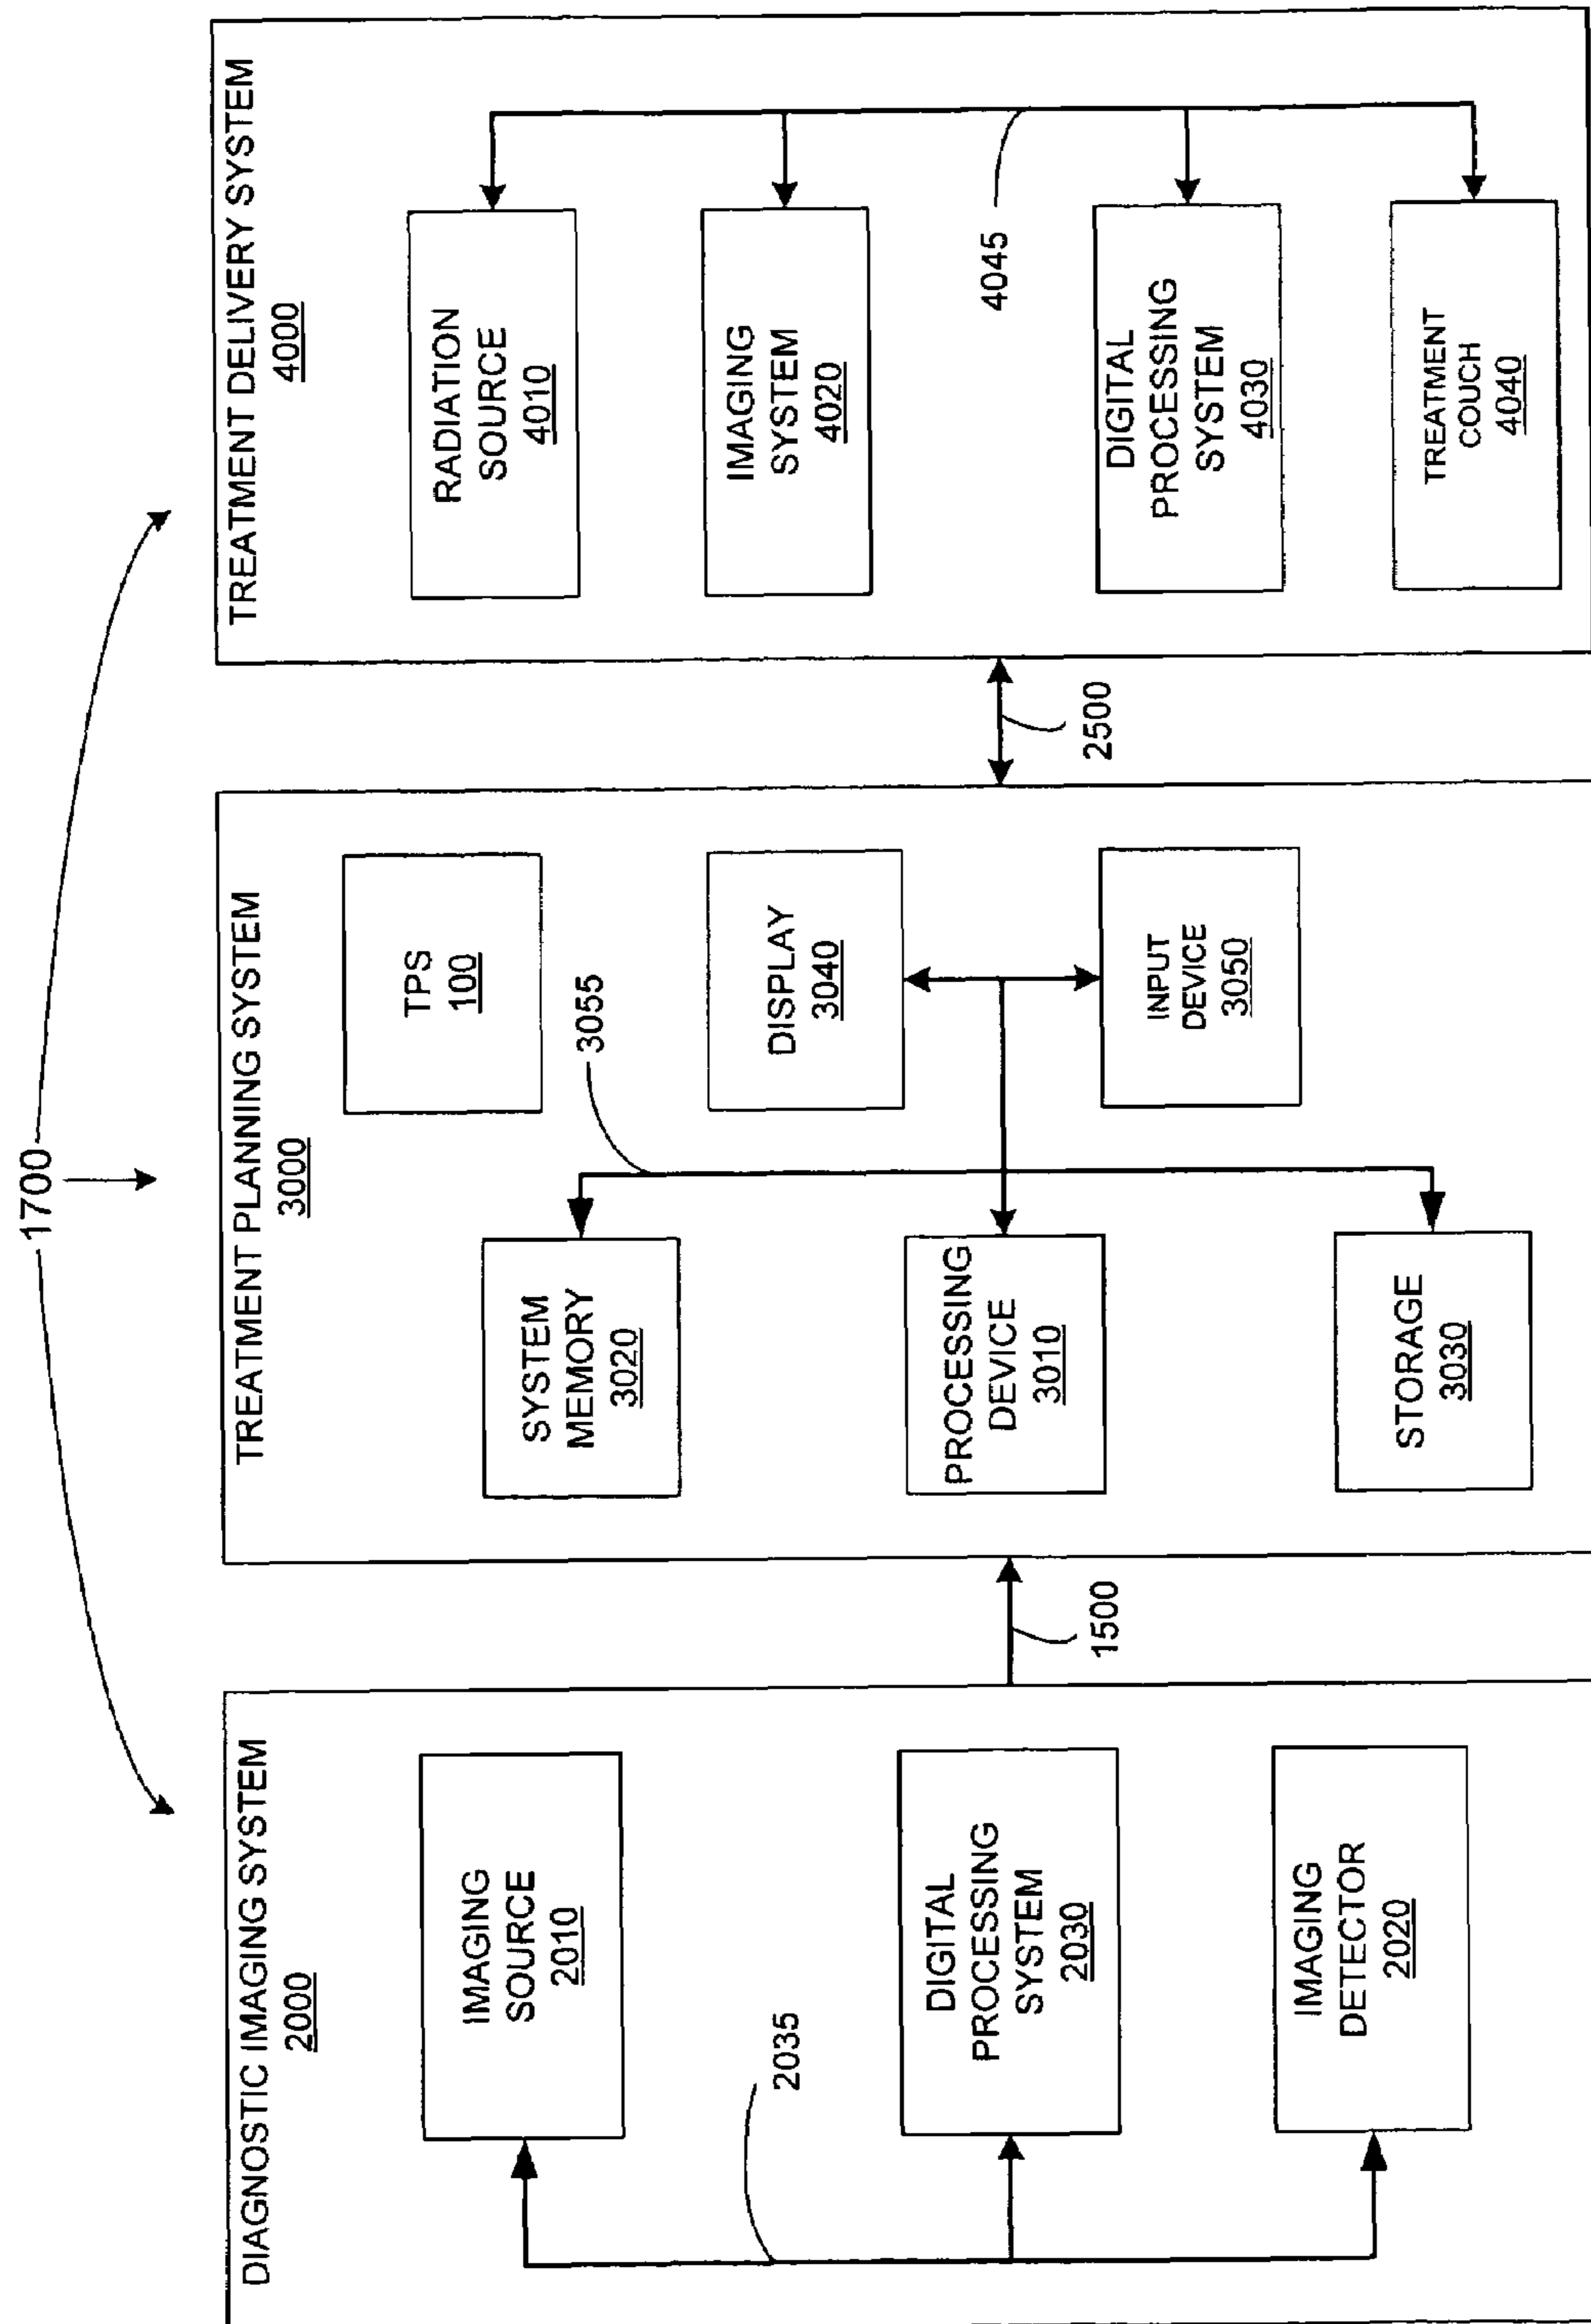 1700
DIAGNOSTIC IMAGING SYSTEM
2000
IMAGING
SOURCE
2010
2035
DIGITAL
PROCESSING
SYSTEM
2030
IMAGING
DETECTOR
2020
1500
TREATMENT PLANNING SYSTEM
3000
SYSTEM
MEMORY
3020
3055
TPS
100
PROCESSING
DEVICE
3010
DISPLAY
3040
STORAGE
3030
INPUT
DEVICE
3050
2500
TREATMENT DELIVERY SYSTEM
4000
RADIATION
SOURCE
4010
IMAGING
SYSTEM
4020
4045
DIGITAL
PROCESSING
SYSTEM
4030
TREATMENT
COUCH
4040